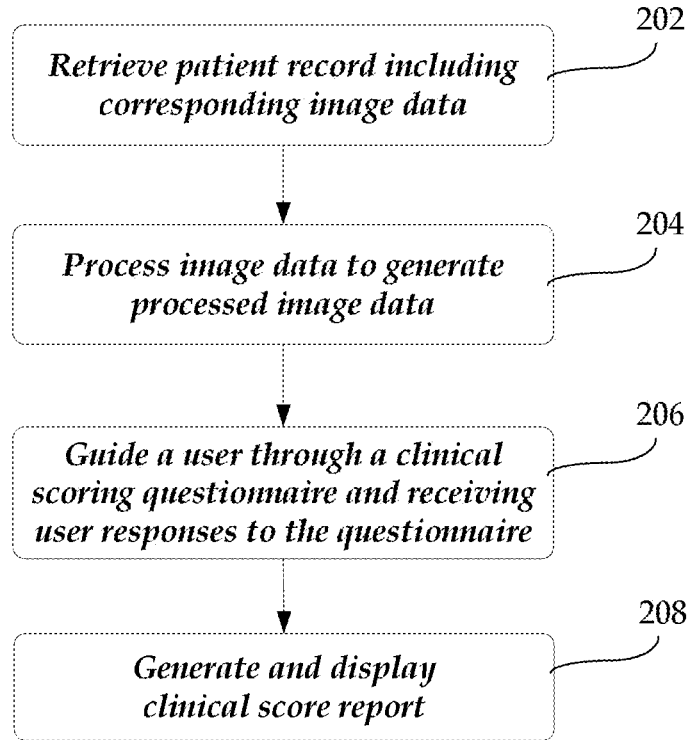 202
Retrieve patient record including
corresponding image data
204
Process image data to generate
processed image data
206
Guide a user through a clinical
scoring questionnaire and receiving
user responses to the questionnaire
208
Generate and display
clinical score report